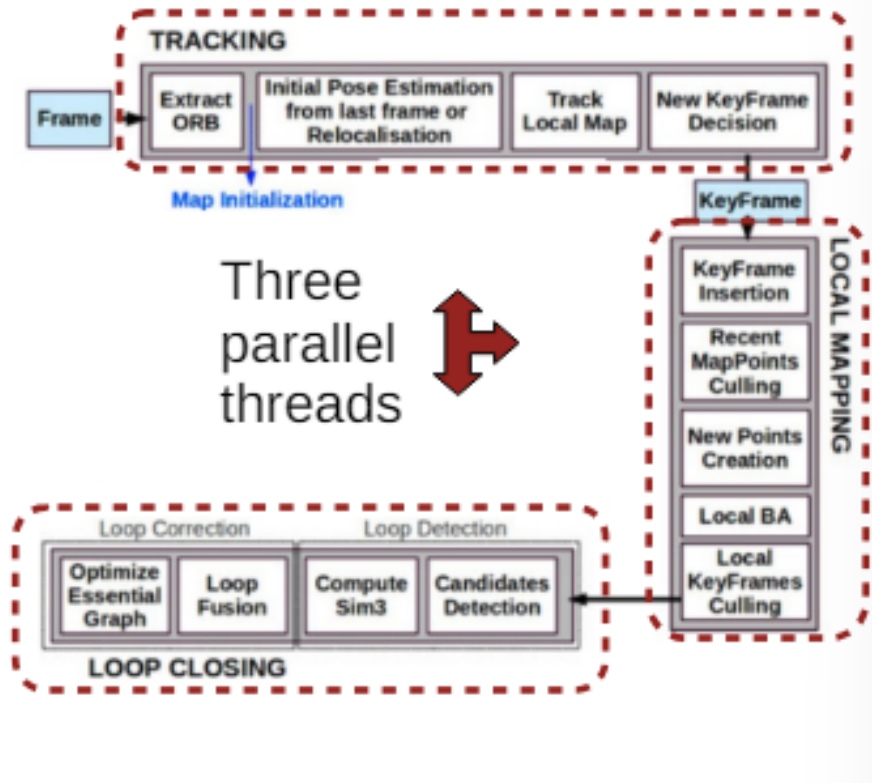 TRACKING
Frame
Extract
ORB
Initial Pose Estimation
from last frame or
Relocalisation
Track
Local Map
New KeyFrame
Decision
Map Initialization
KeyFrame
LOCAL MAPPING
KeyFrame
Insertion
Recent
MapPoints
Culling
New Points
Creation
Local BA
Local
KeyFrames
Culling
Three
parallel
threads
Loop Correction
Loop Detection
Optimize
Essential
Graph
Loop
Fusion
Compute
Sim3
Candidates
Detection
LOOP CLOSING